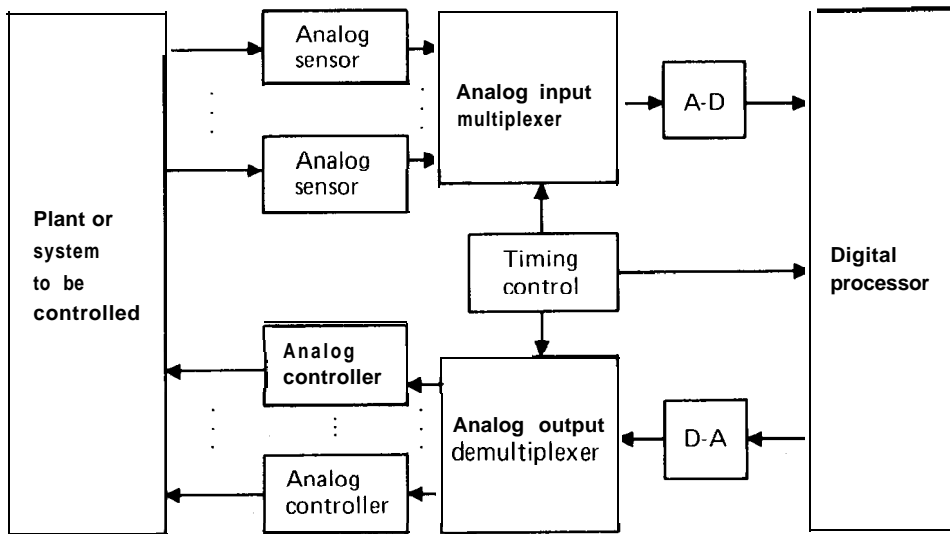 Analog
sensor
Analog
sensor
Analog input
multiplexer
A-D
Plant or
system
to be
controlled
Timing
control
Digital
processor
Analog
controller
Analog
controller
Analog output
demultiplexer
D-A